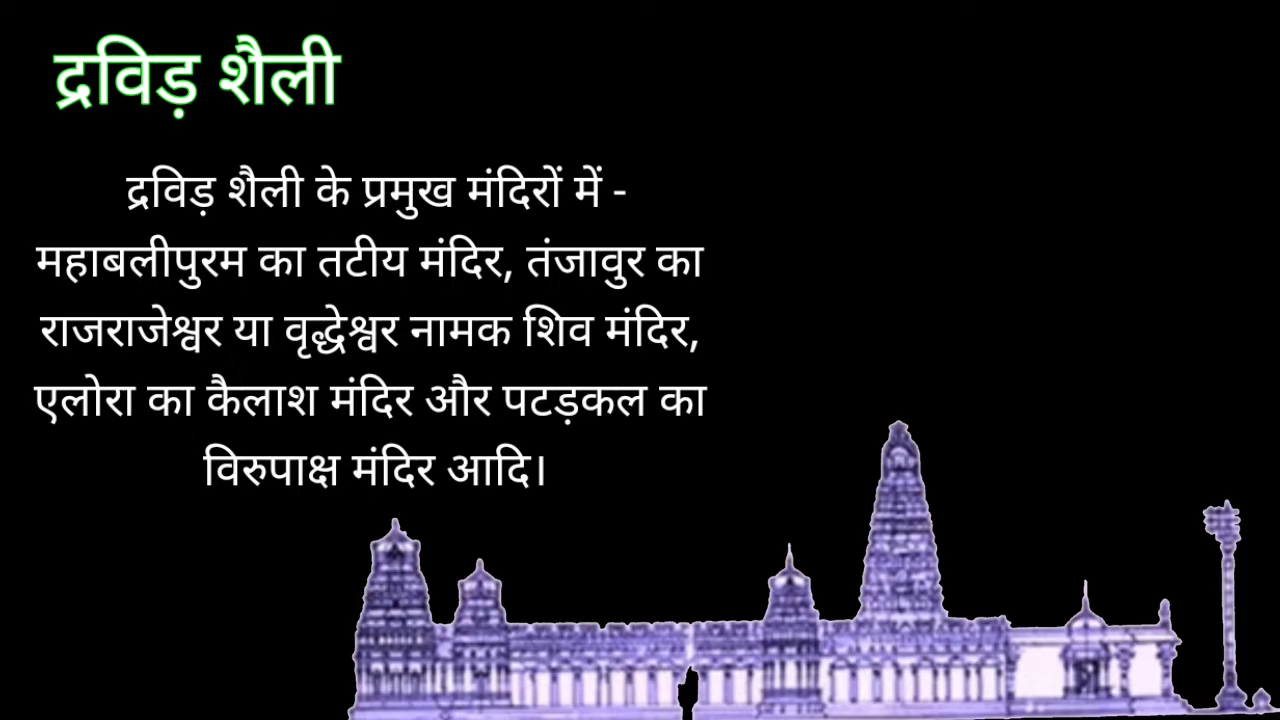 द्रविड़ शैली
द्रविड़ शैली के प्रमुख मंदिरों में -
महाबलीपुरम का तटीय मंदिर, तंजावुर का
राजराजेश्वर या वृद्धेश्वर नामक शिव मंदिर,
एलोरा का कैलाश मंदिर और पटड़कल का
विरुपाक्ष मंदिर आदि।